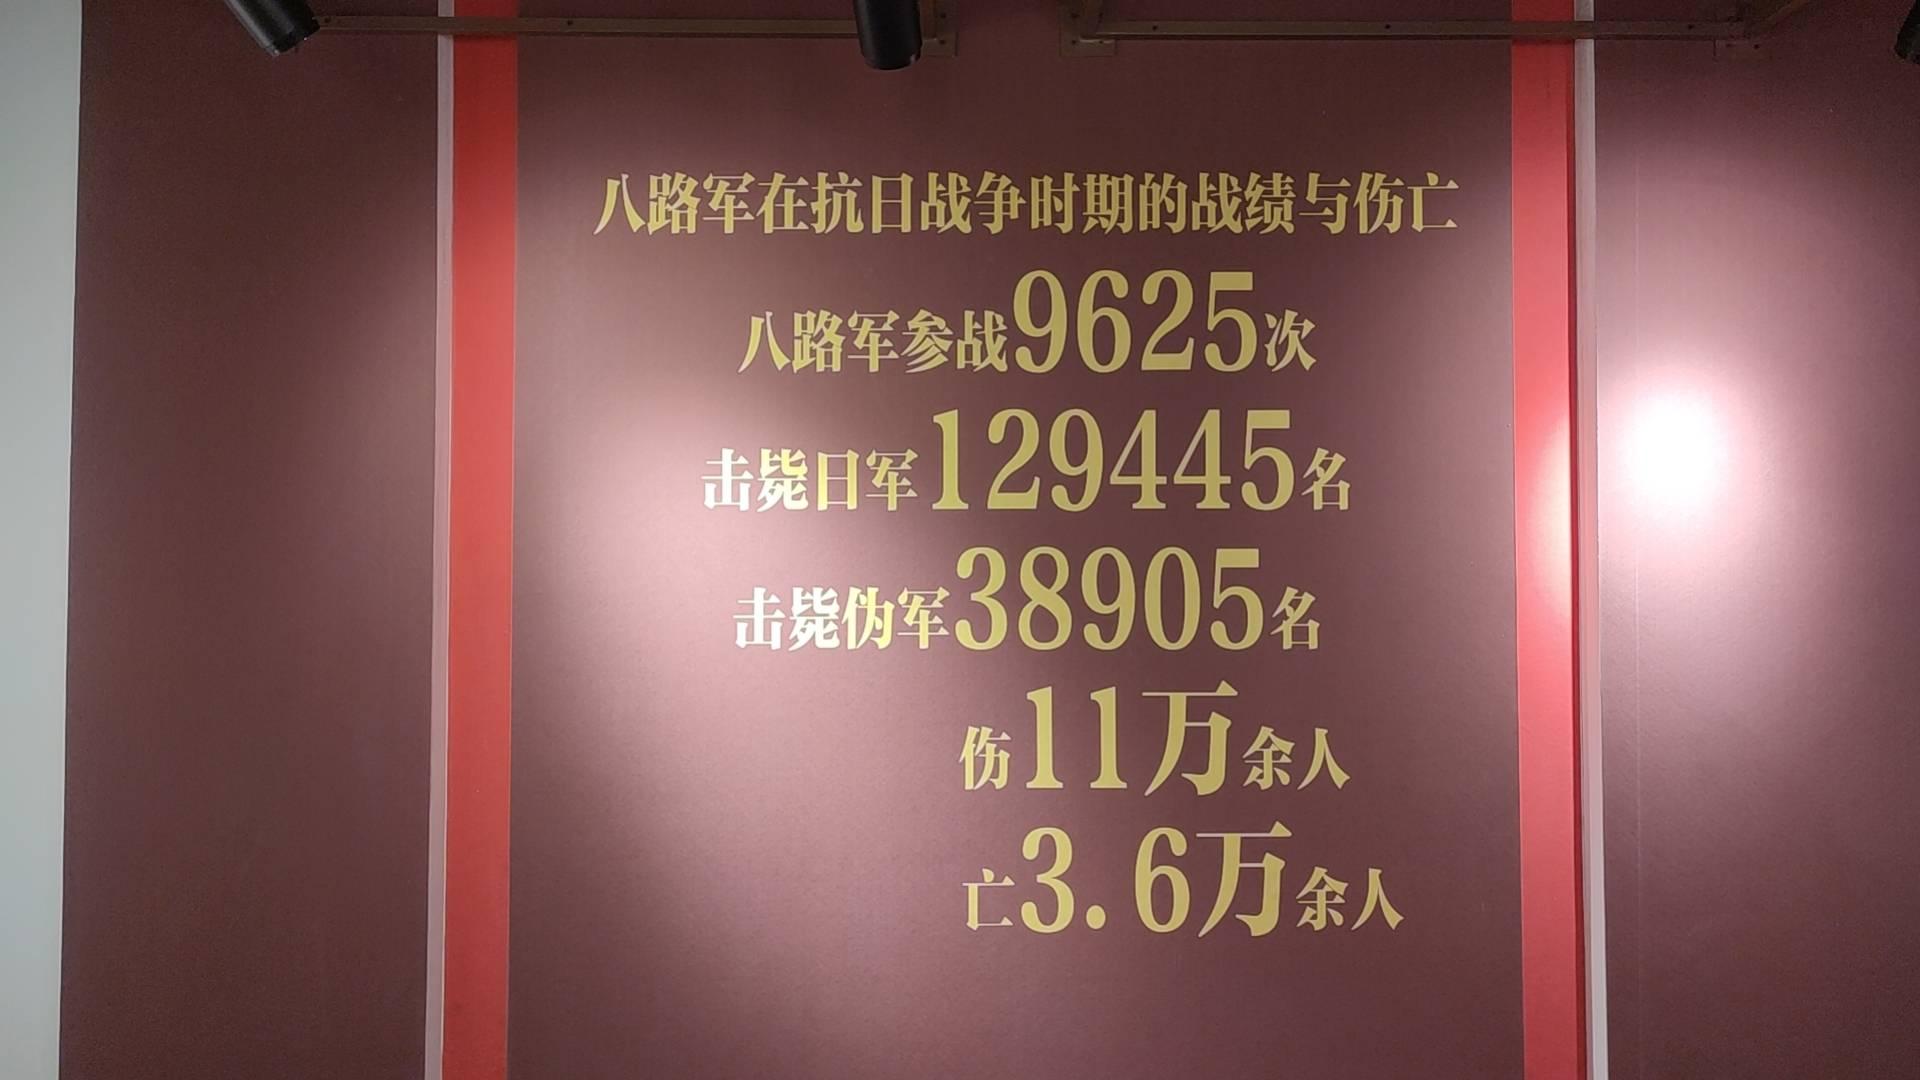 八路军在抗日战争时期的战绩与伤亡
八路军参战9625次
击毙日军129445名
击毙伪军38905名
伤11万余人
亡3.6万余人